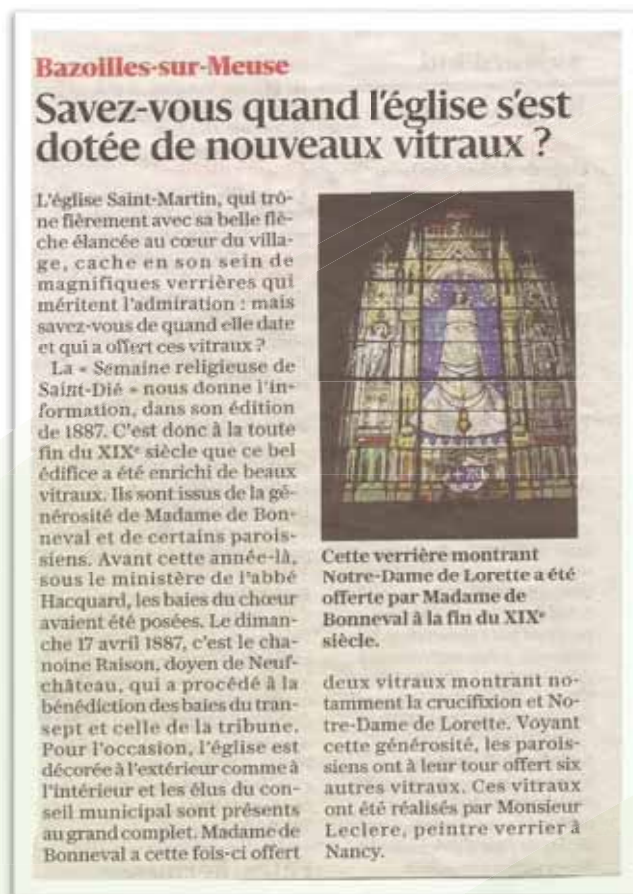 Bazoilles-sur-Meuse
Savez-vous quand l'église s'est
dotée de nouveaux vitraux ?
L'église Saint-Martin, qui trô-
ne fièrement avec sa belle flè-
che élancée au cœur du villa-
ge, cache en son sein de
magnifiques verrières qui
méritent l'admiration : mais
savez-vous de quand elle date
et qui a offert ces vitraux ?
La « Semaine religieuse de
Saint-Dié » nous donne l'in-
formation, dans son édition
de 1887. C'est donc à la toute
fin du XIXe siècle que ce bel
édifice a été enrichi de beaux
vitraux. Ils sont issus de la gé-
nérosité de Madame de Bon-
neval et de certains parois-
siens. Avant cette année-là,
sous le ministère de l'abbé
Hacquard, les baies du chœur
avaient été posées. Le diman-
che 17 avril 1887, c'est le cha-
noine Raison, doyen de Neuf-
château, qui a procédé à la
bénédiction des baies du tran-
sept et celle de la tribune.
Pour l'occasion, l'église est
décorée à l'extérieur comme à
l'intérieur et les élus du con-
seil municipal sont présents
au grand complet. Madame de
Bonneval a cette fois-ci offert
Cette verrière montrant
Notre-Dame de Lorette a été
offerte par Madame de
Bonneval à la fin du XIXe
siècle.
deux vitraux montrant no-
tamment la crucifixion et No-
tre-Dame de Lorette. Voyant
cette générosité, les parois-
siens ont à leur tour offert six
autres vitraux. Ces vitraux
ont été réalisés par Monsieur
Leclere, peintre verrier à
Nancy.